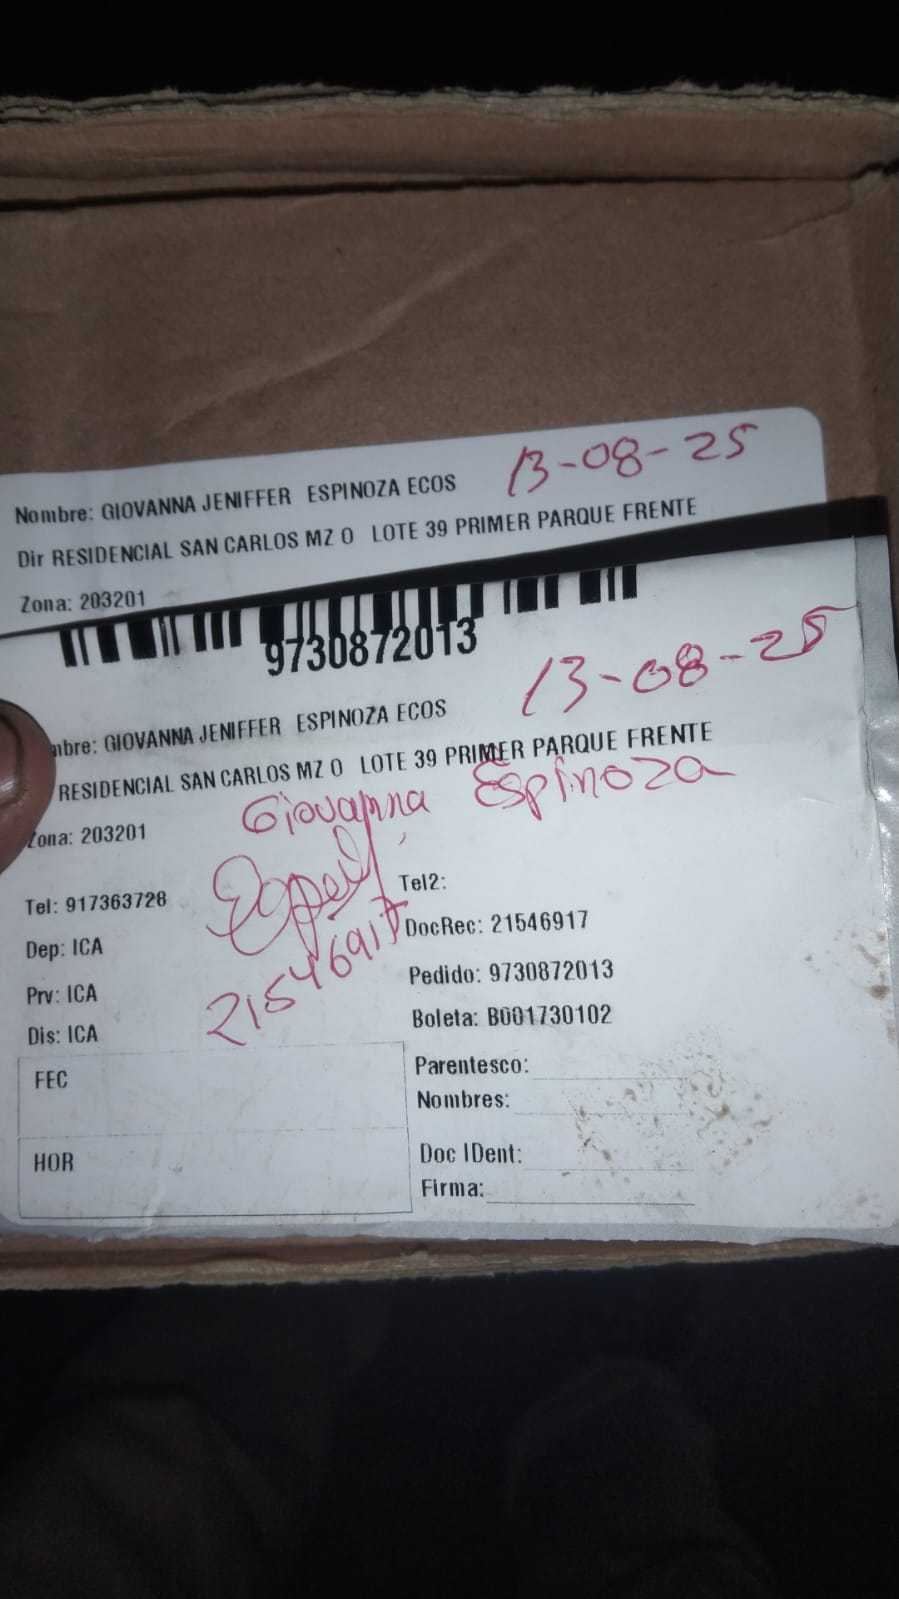 Nombre: GIOVANNA JENIFFER ESPINOZA ECOS 13-08-25
Dir RESIDENCIAL SAN CARLOS MZ O LOTE 39 PRIMER PARQUE FRENTE
Zona: 203201
9730872013
13-08-25
mbre: GIOVANNA JENIFFER ESPINOZA ECOS
RESIDENCIAL SAN CARLOS MZ O LOTE 39 PRIMER PARQUE FRENTE
Giovanna Espinoza
Zona: 203201
Tel: 917363728 Tel2:
21546917
Dep: ICA DocRec: 21546917
Prv: ICA Pedido: 9730872013
Dis: ICA Boleta: B001730102
FEC Parentesco:
Nombres:
HOR Doc IDent:
Firma: